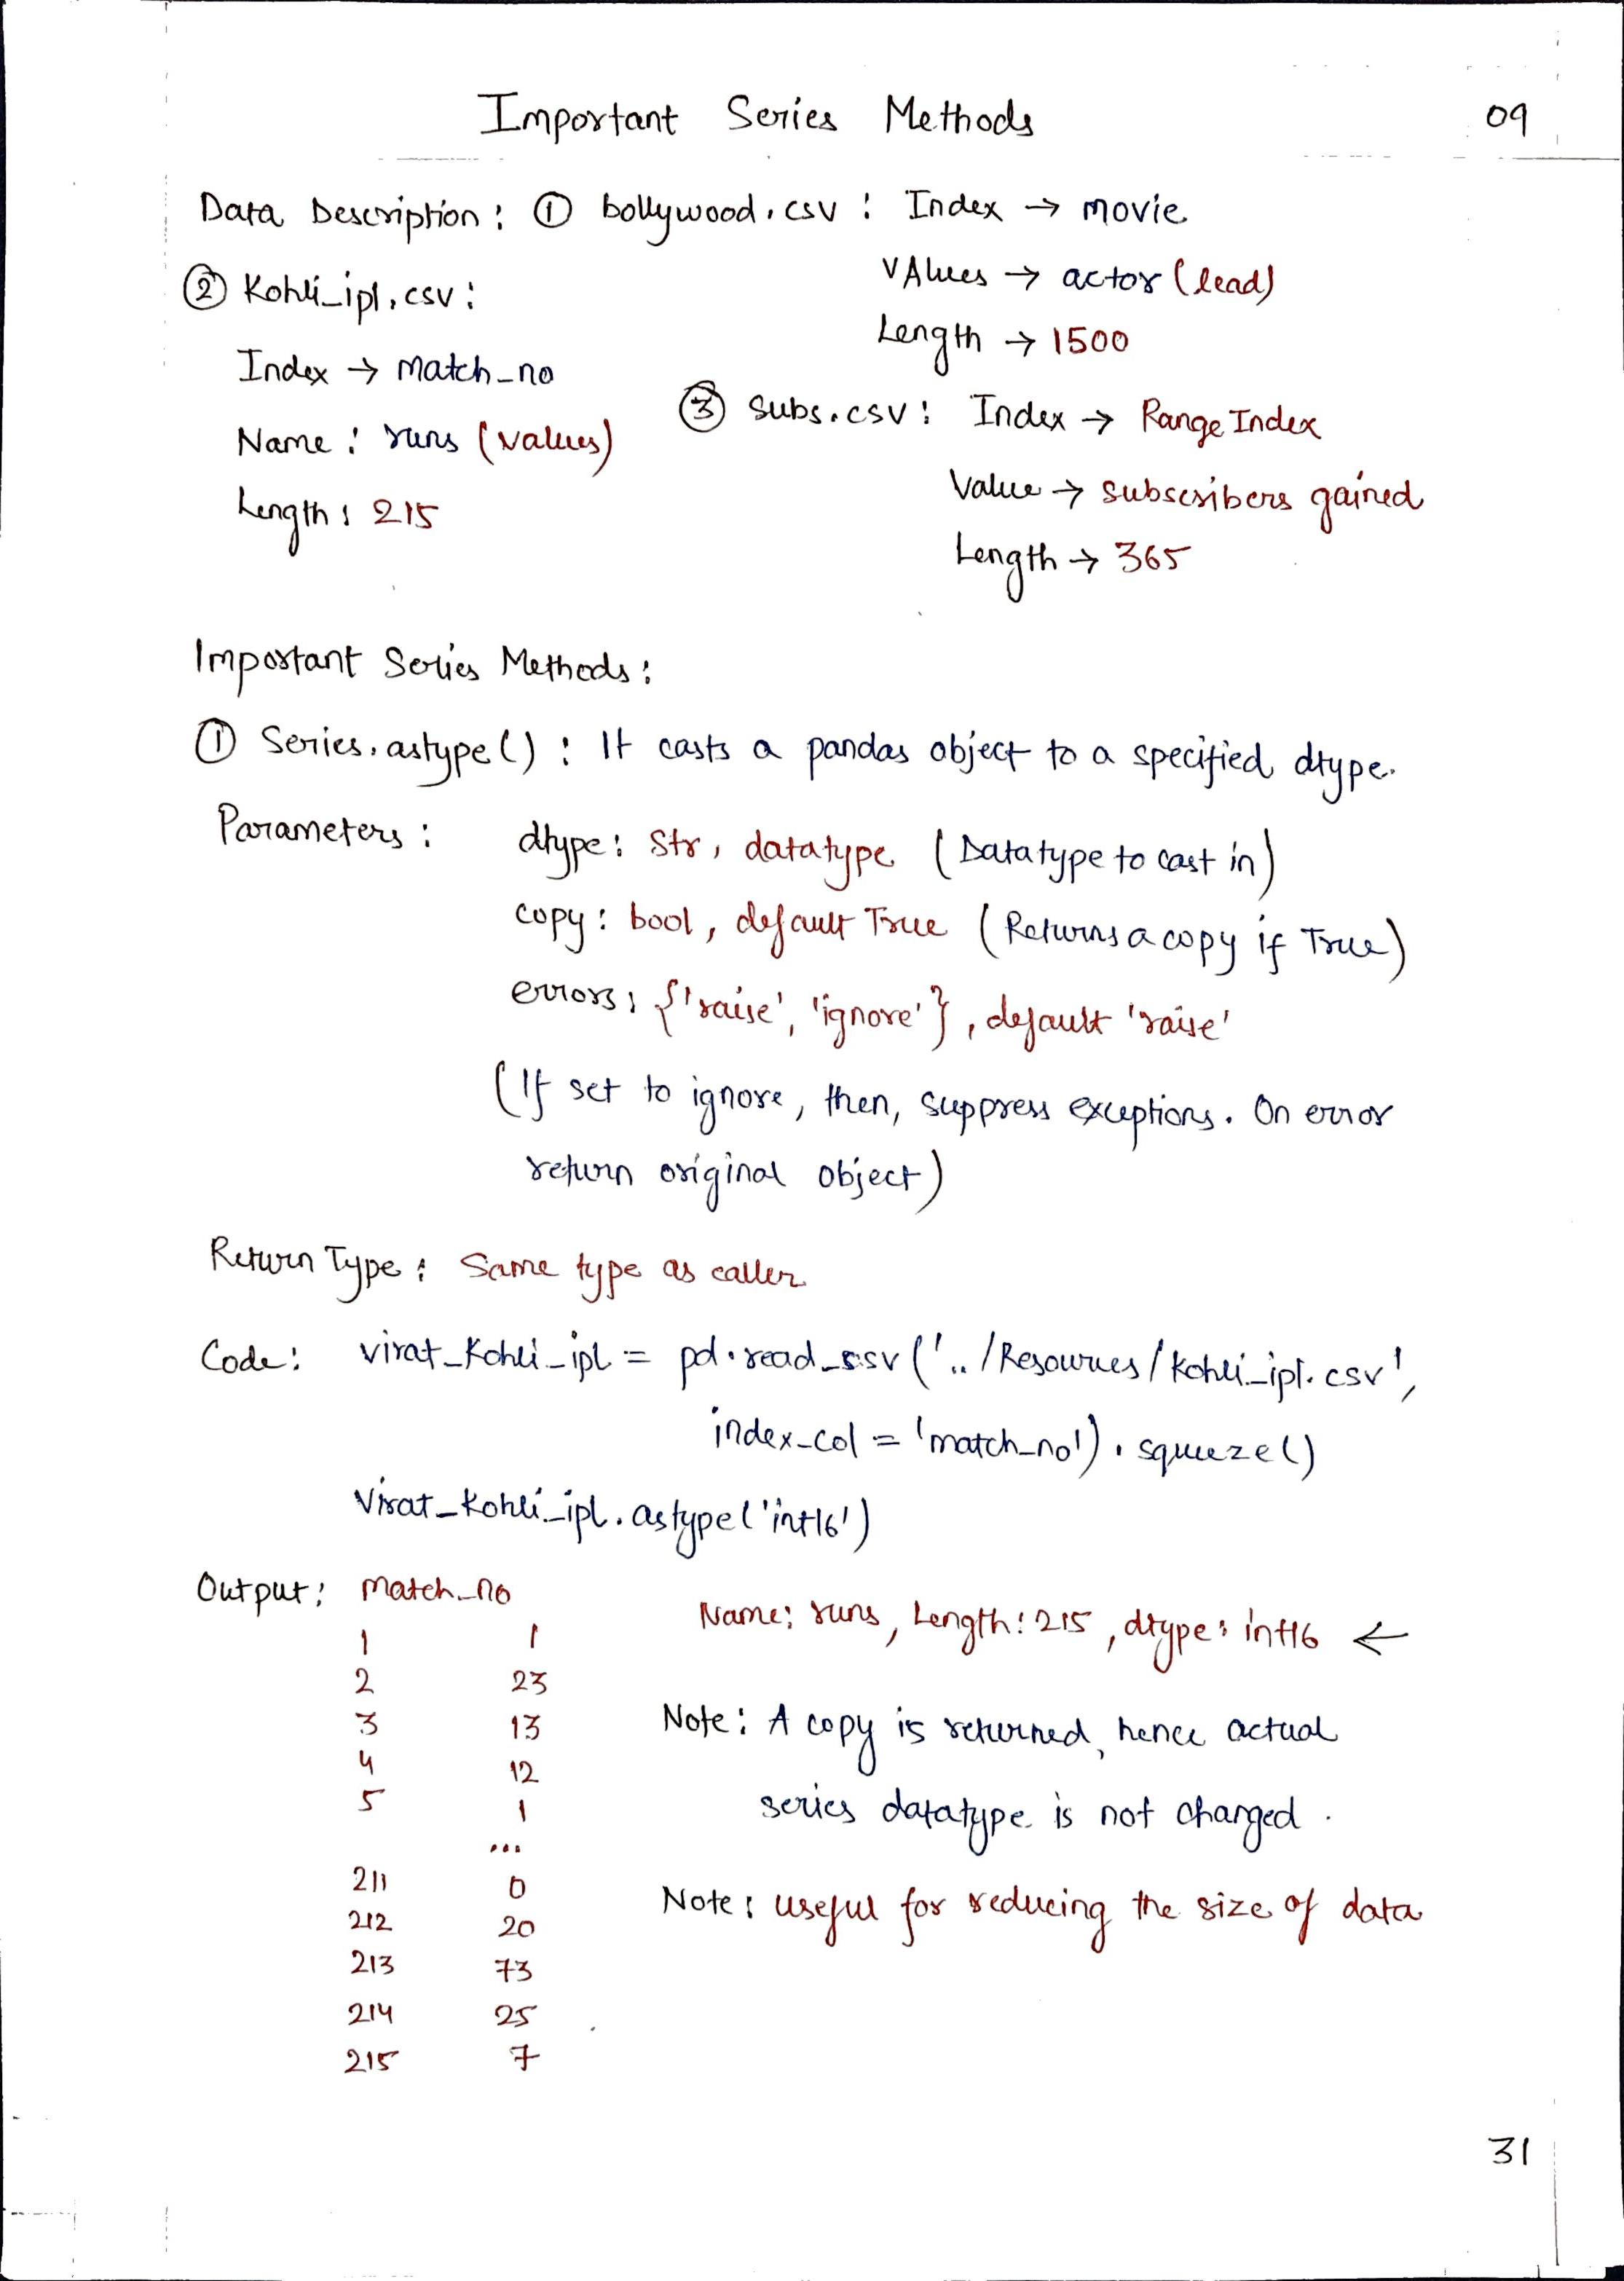 Important Series Methods
09
Data Description: ① bollywood.csv: Index → movie
Values → actor (lead)
Length → 1500
② Kohli_ipl.csv:
Index → match_no
Name: runs (values)
Length: 215
③ Subs.csv: Index → Range Index
Value → subscribers gained
Length → 365
Important Series Methods:
① Series.astype(): It casts a pandas object to a specified dtype.
Parameters: dtype: str, datatype (Datatype to cast in)
copy: bool, default True (Returns a copy if True)
errors: {'raise', 'ignore'}, default 'raise'
(If set to ignore, then, suppress exceptions. On error
return original object)
Return Type: Same type as caller
Code: virat_kohli_ipl = pd.read_csv('../Resources/kohli_ipl.csv',
index_col = 'match_no').squeeze()
virat_kohli_ipl.astype('int16')
Output: match_no
1 1
2 23
3 13
4 12
5 1
...
211 0
212 20
213 73
214 25
215 7
Name: runs, Length: 215, dtype: int16 ←
Note: A copy is returned, hence actual
series datatype is not changed.
Note: useful for reducing the size of data
31